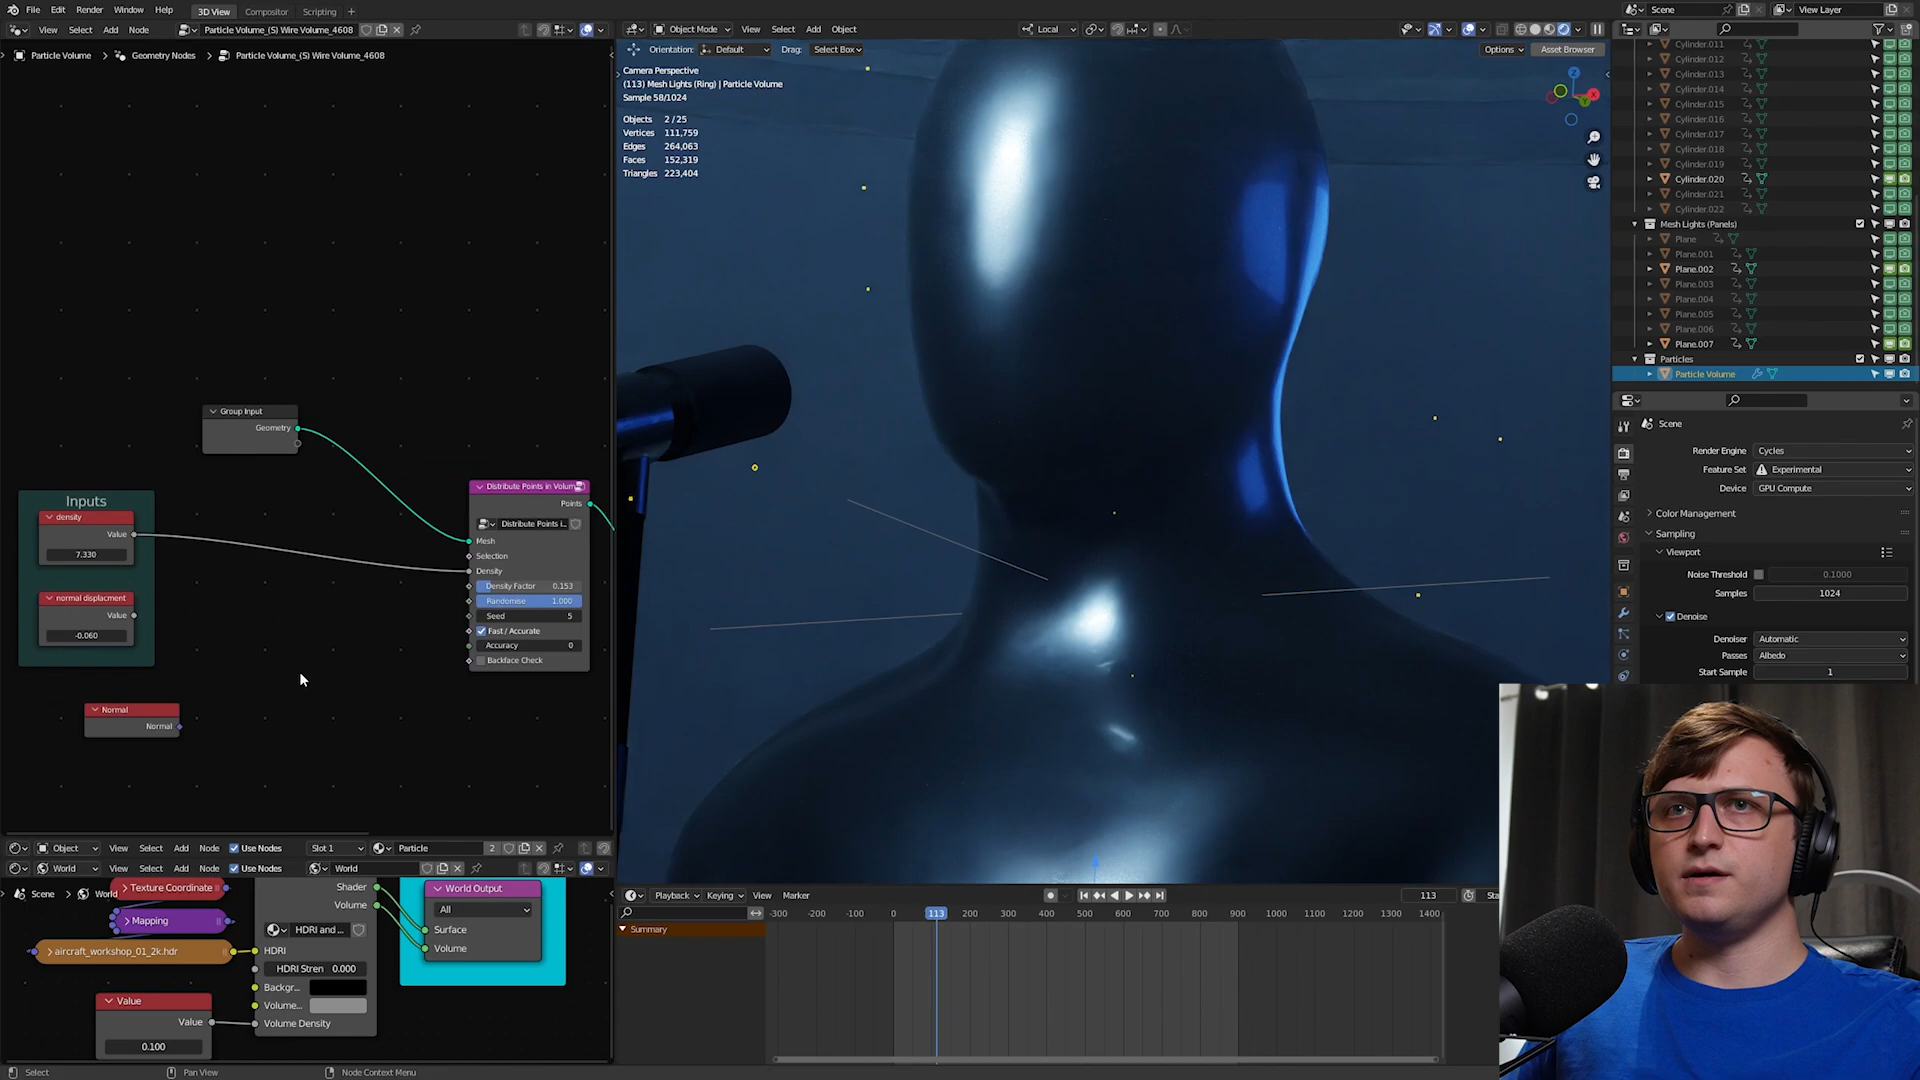 File Edit Render Window Help 3D View Compositor Scripting + Scene View Layer
View Select Add Node Particle Volume_(S) Wire Volume_4608 Object Mode View Select Add Object Local
Particle Volume > Geometry Nodes > Particle Volume_(S) Wire Volume_4608
Orientation: Default Drag: Select Box Options Asset Browser
Camera Perspective
(113) Mesh Lights (Ring) | Particle Volume
Sample 58/1024
Objects 2 / 25
Vertices 111,759
Edges 264,063
Faces 152,319
Triangles 223,404
Z
X
Y
Group Input
Geometry
Inputs
density
Value
7.330
normal displacment
Value
-0.060
Normal
Normal
Distribute Points in Volum
Points
Distribute Points i...
Mesh
Selection
Density
Density Factor 0.153
Randomise 1.000
Seed 5
Fast / Accurate
Accuracy 0
Backface Check
Cylinder.011
Cylinder.012
Cylinder.013
Cylinder.014
Cylinder.015
Cylinder.016
Cylinder.017
Cylinder.018
Cylinder.019
Cylinder.020
Cylinder.021
Cylinder.022
Mesh Lights (Panels)
Plane
Plane.001
Plane.002
Plane.003
Plane.004
Plane.005
Plane.006
Plane.007
Particles
Particle Volume
Scene
Render Engine Cycles
Feature Set Experimental
Device GPU Compute
Color Management
Sampling
Viewport
Noise Threshold 0.1000
Samples 1024
Denoise
Denoiser Automatic
Passes Albedo
Start Sample 1
Object View Select Add Node Use Nodes Slot 1 Particle 2
World View Select Add Node Use Nodes World
Scene > World
Texture Coordinate
Mapping
aircraft_workshop_01_2k.hdr
Value
Value
0.100
Shader
Volume
HDRI and ...
HDRI
HDRI Stren 0.000
Backgr...
Volume...
Volume Density
World Output
All
Surface
Volume
Playback Keying View Marker 113 Sta
-300 -200 -100 0 113 200 300 400 500 600 700 800 900 1000 1100 1200 1300 1400
Summary
Select Pan View Node Context Menu